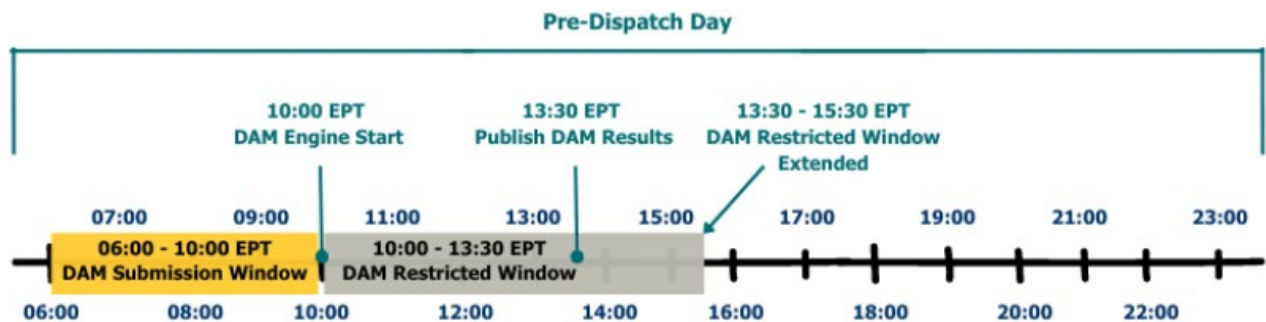 Pre-Dispatch Day
10:00 EPT
DAM Engine Start
13:30 EPT
Publish DAM Results
13:30 - 15:30 EPT
DAM Restricted Window
Extended
07:00 09:00 11:00 13:00 15:00 17:00 19:00 21:00 23:00
06:00 - 10:00 EPT
DAM Submission Window
10:00 - 13:30 EPT
DAM Restricted Window
06:00 08:00 10:00 12:00 14:00 16:00 18:00 20:00 22:00